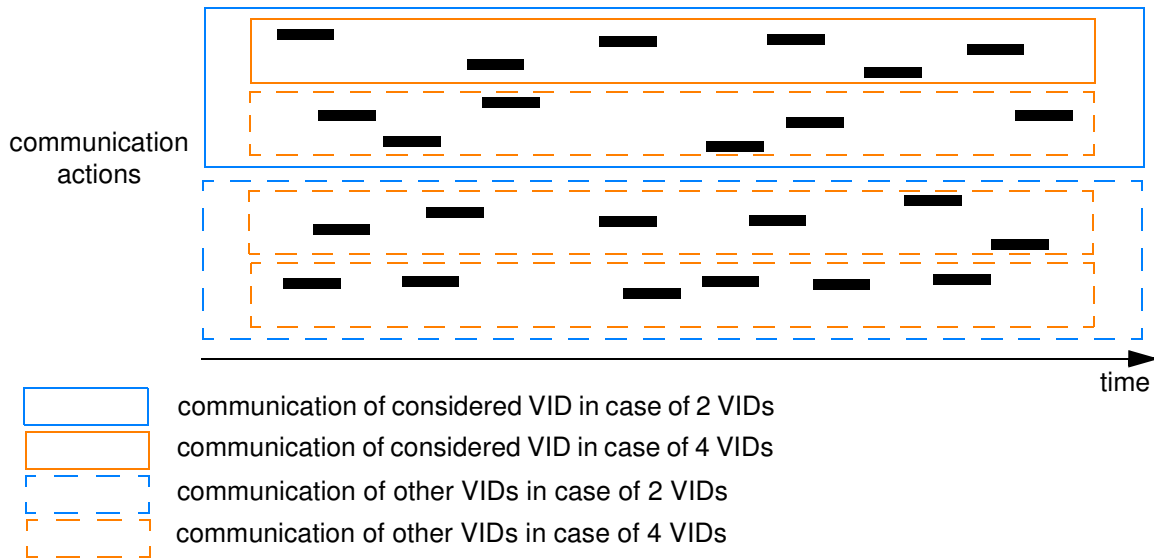 communication
actions
time
communication of considered VID in case of 2 VIDs
communication of considered VID in case of 4 VIDs
communication of other VIDs in case of 2 VIDs
communication of other VIDs in case of 4 VIDs